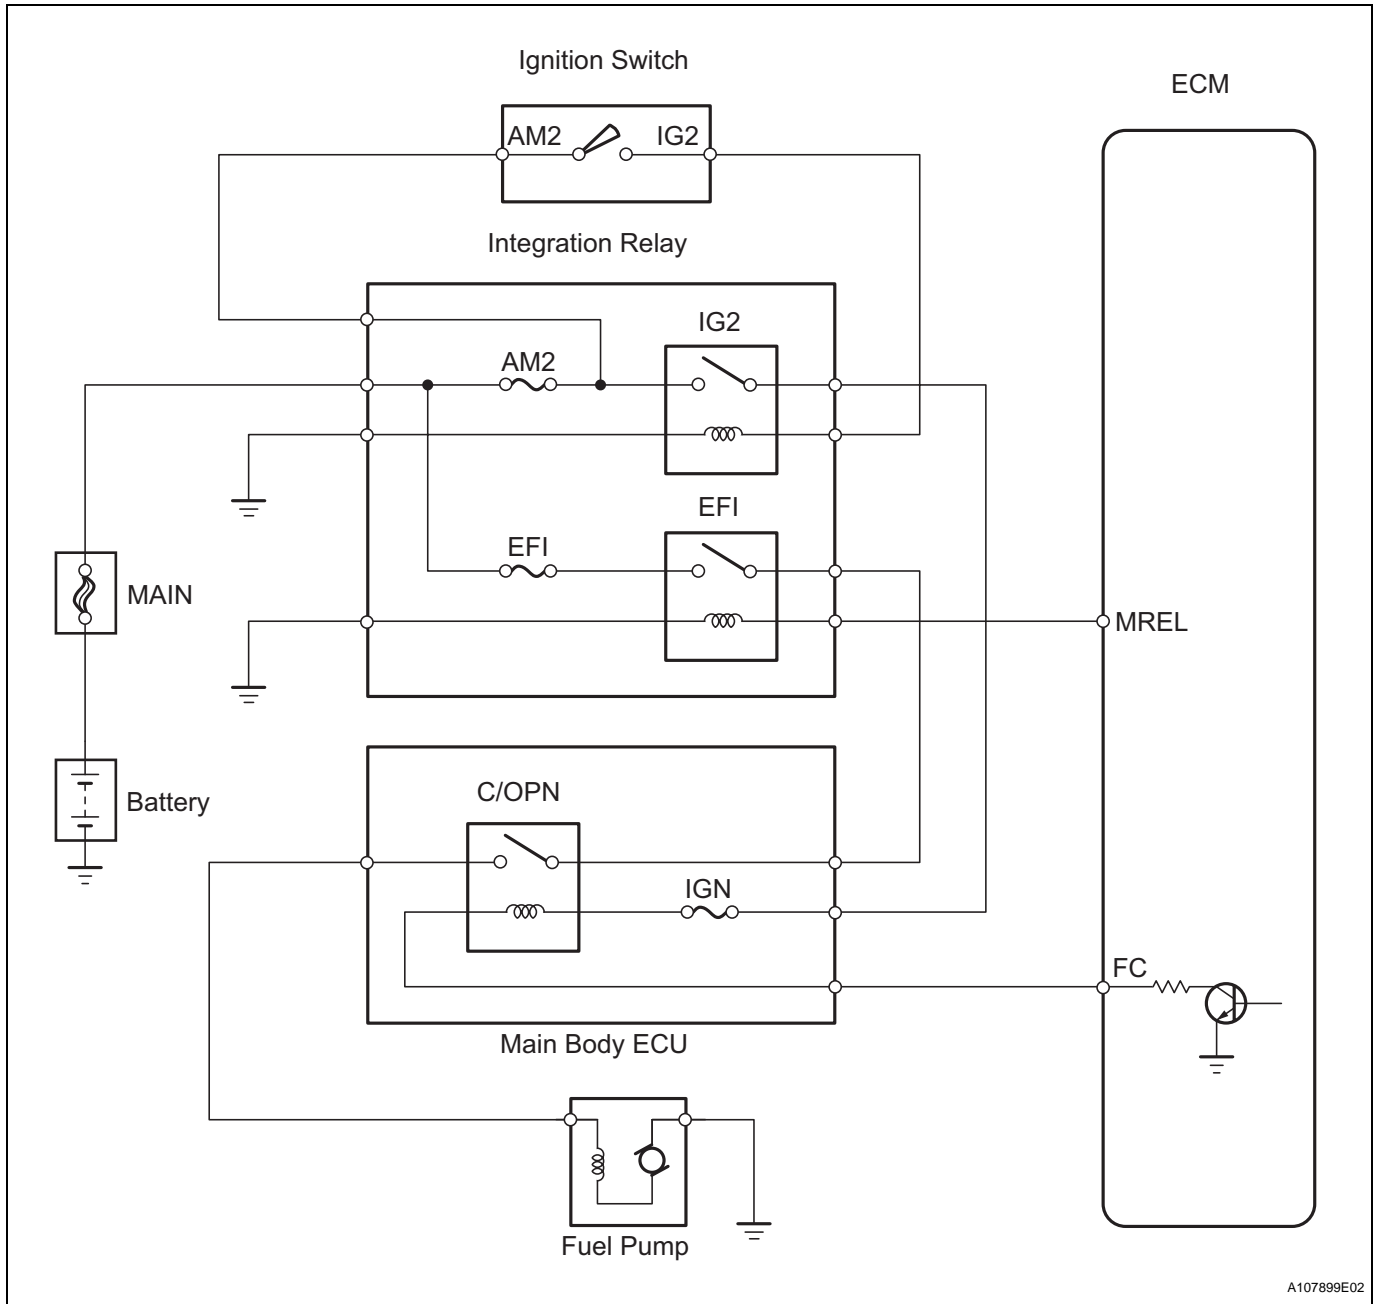 Ignition Switch
ECM
AM2
IG2
Integration Relay
IG2
AM2
EFI
EFI
MAIN
MREL
Battery
C/OPN
IGN
FC
Main Body ECU
Fuel Pump
A107899E02